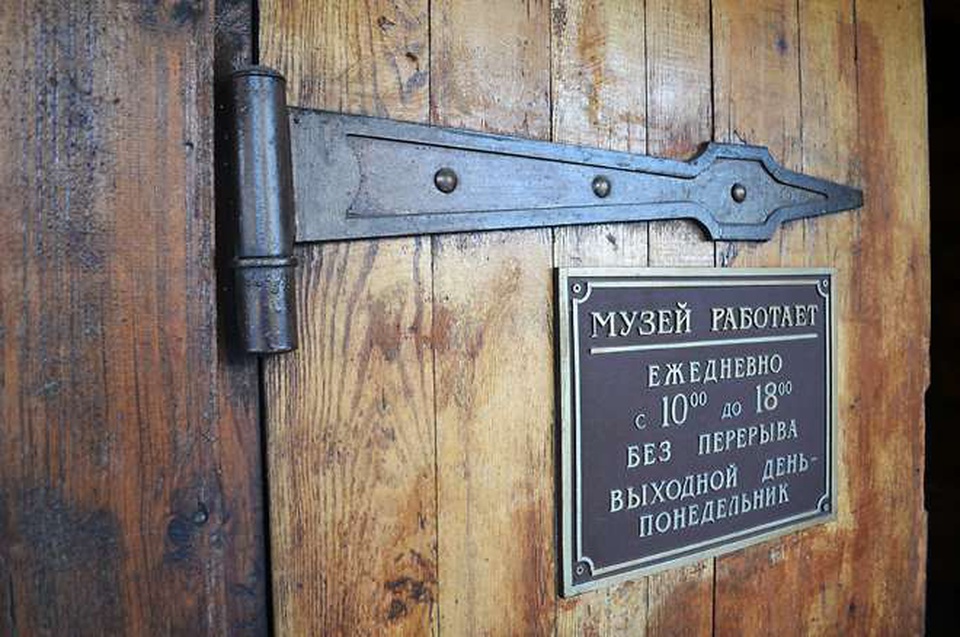 МУЗЕЙ РАБОТАЕТ
ЕЖЕДНЕВНО
С 10⁰⁰ ДО 18⁰⁰
БЕЗ ПЕРЕРЫВА
ВЫХОДНОЙ ДЕНЬ-
ПОНЕДЕЛЬНИК